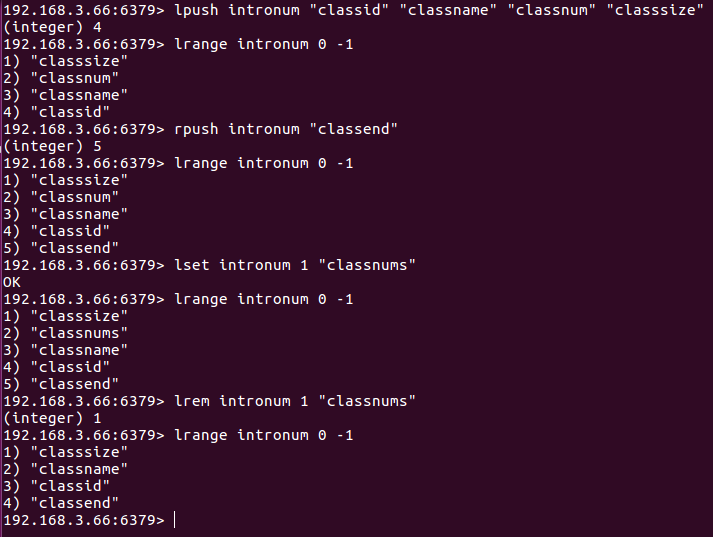 192.168.3.66:6379> lpush intronum "classid" "classname" "classnum" "classsize"
(integer) 4
192.168.3.66:6379> lrange intronum 0 -1
1) "classsize"
2) "classnum"
3) "classname"
4) "classid"
192.168.3.66:6379> rpush intronum "classend"
(integer) 5
192.168.3.66:6379> lrange intronum 0 -1
1) "classsize"
2) "classnum"
3) "classname"
4) "classid"
5) "classend"
192.168.3.66:6379> lset intronum 1 "classnums"
OK
192.168.3.66:6379> lrange intronum 0 -1
1) "classsize"
2) "classnums"
3) "classname"
4) "classid"
5) "classend"
192.168.3.66:6379> lrem intronum 1 "classnums"
(integer) 1
192.168.3.66:6379> lrange intronum 0 -1
1) "classsize"
2) "classname"
3) "classid"
4) "classend"
192.168.3.66:6379>